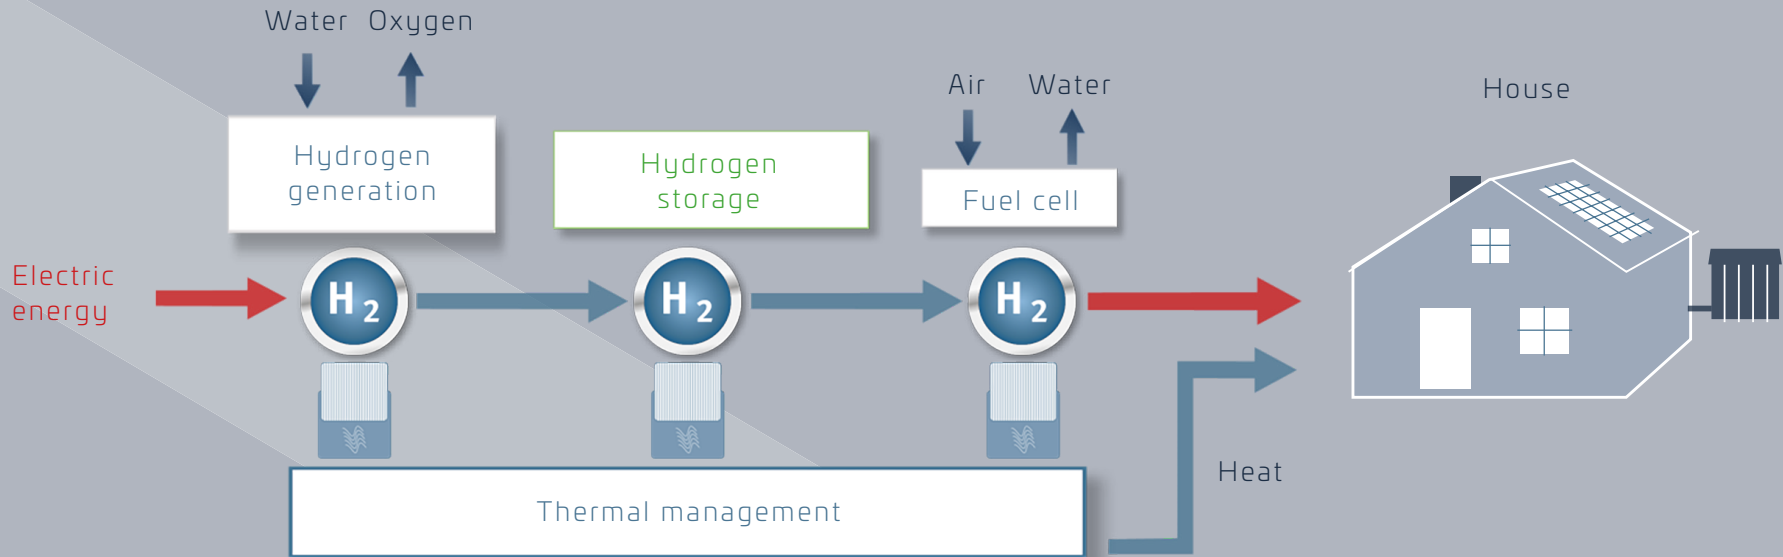 Water Oxygen
Hydrogen
generation
Hydrogen
storage
Air Water
Fuel cell
House
Electric
energy
H2
H2
H2
Heat
Thermal management